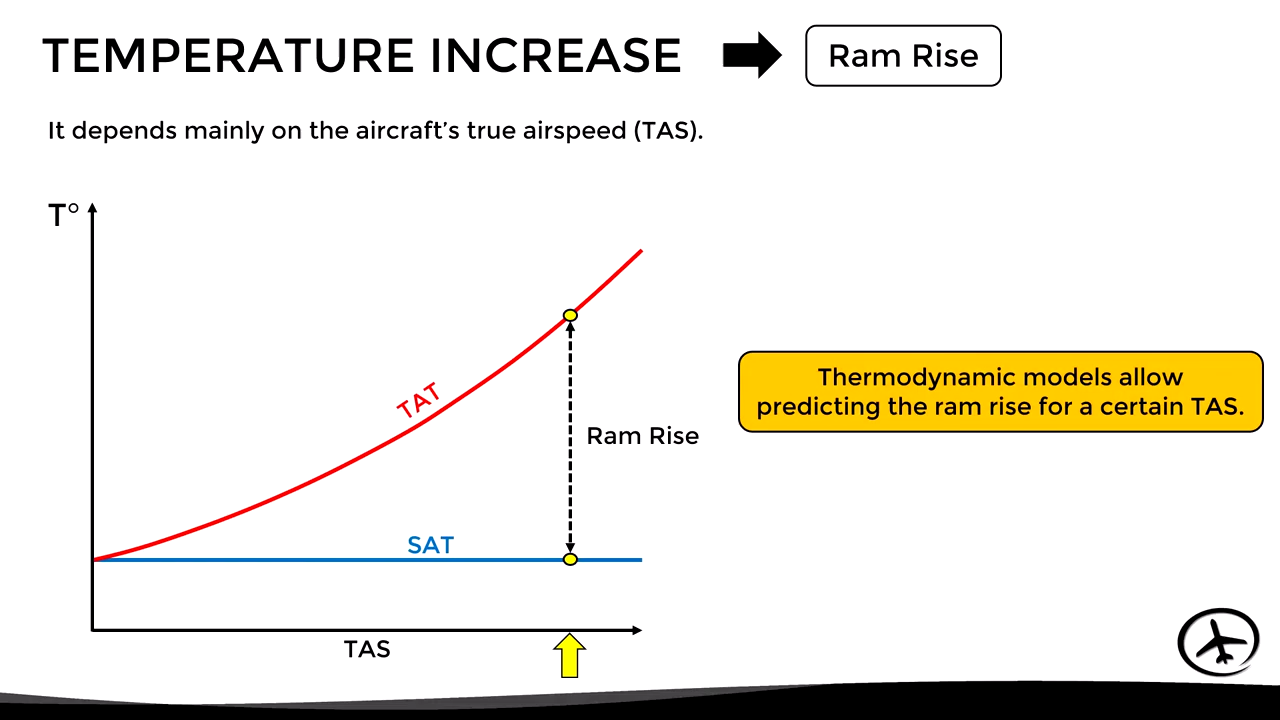 TEMPERATURE INCREASE
Ram Rise
It depends mainly on the aircraft’s true airspeed (TAS).
T°
TAT
Ram Rise
SAT
TAS
Thermodynamic models allow
predicting the ram rise for a certain TAS.